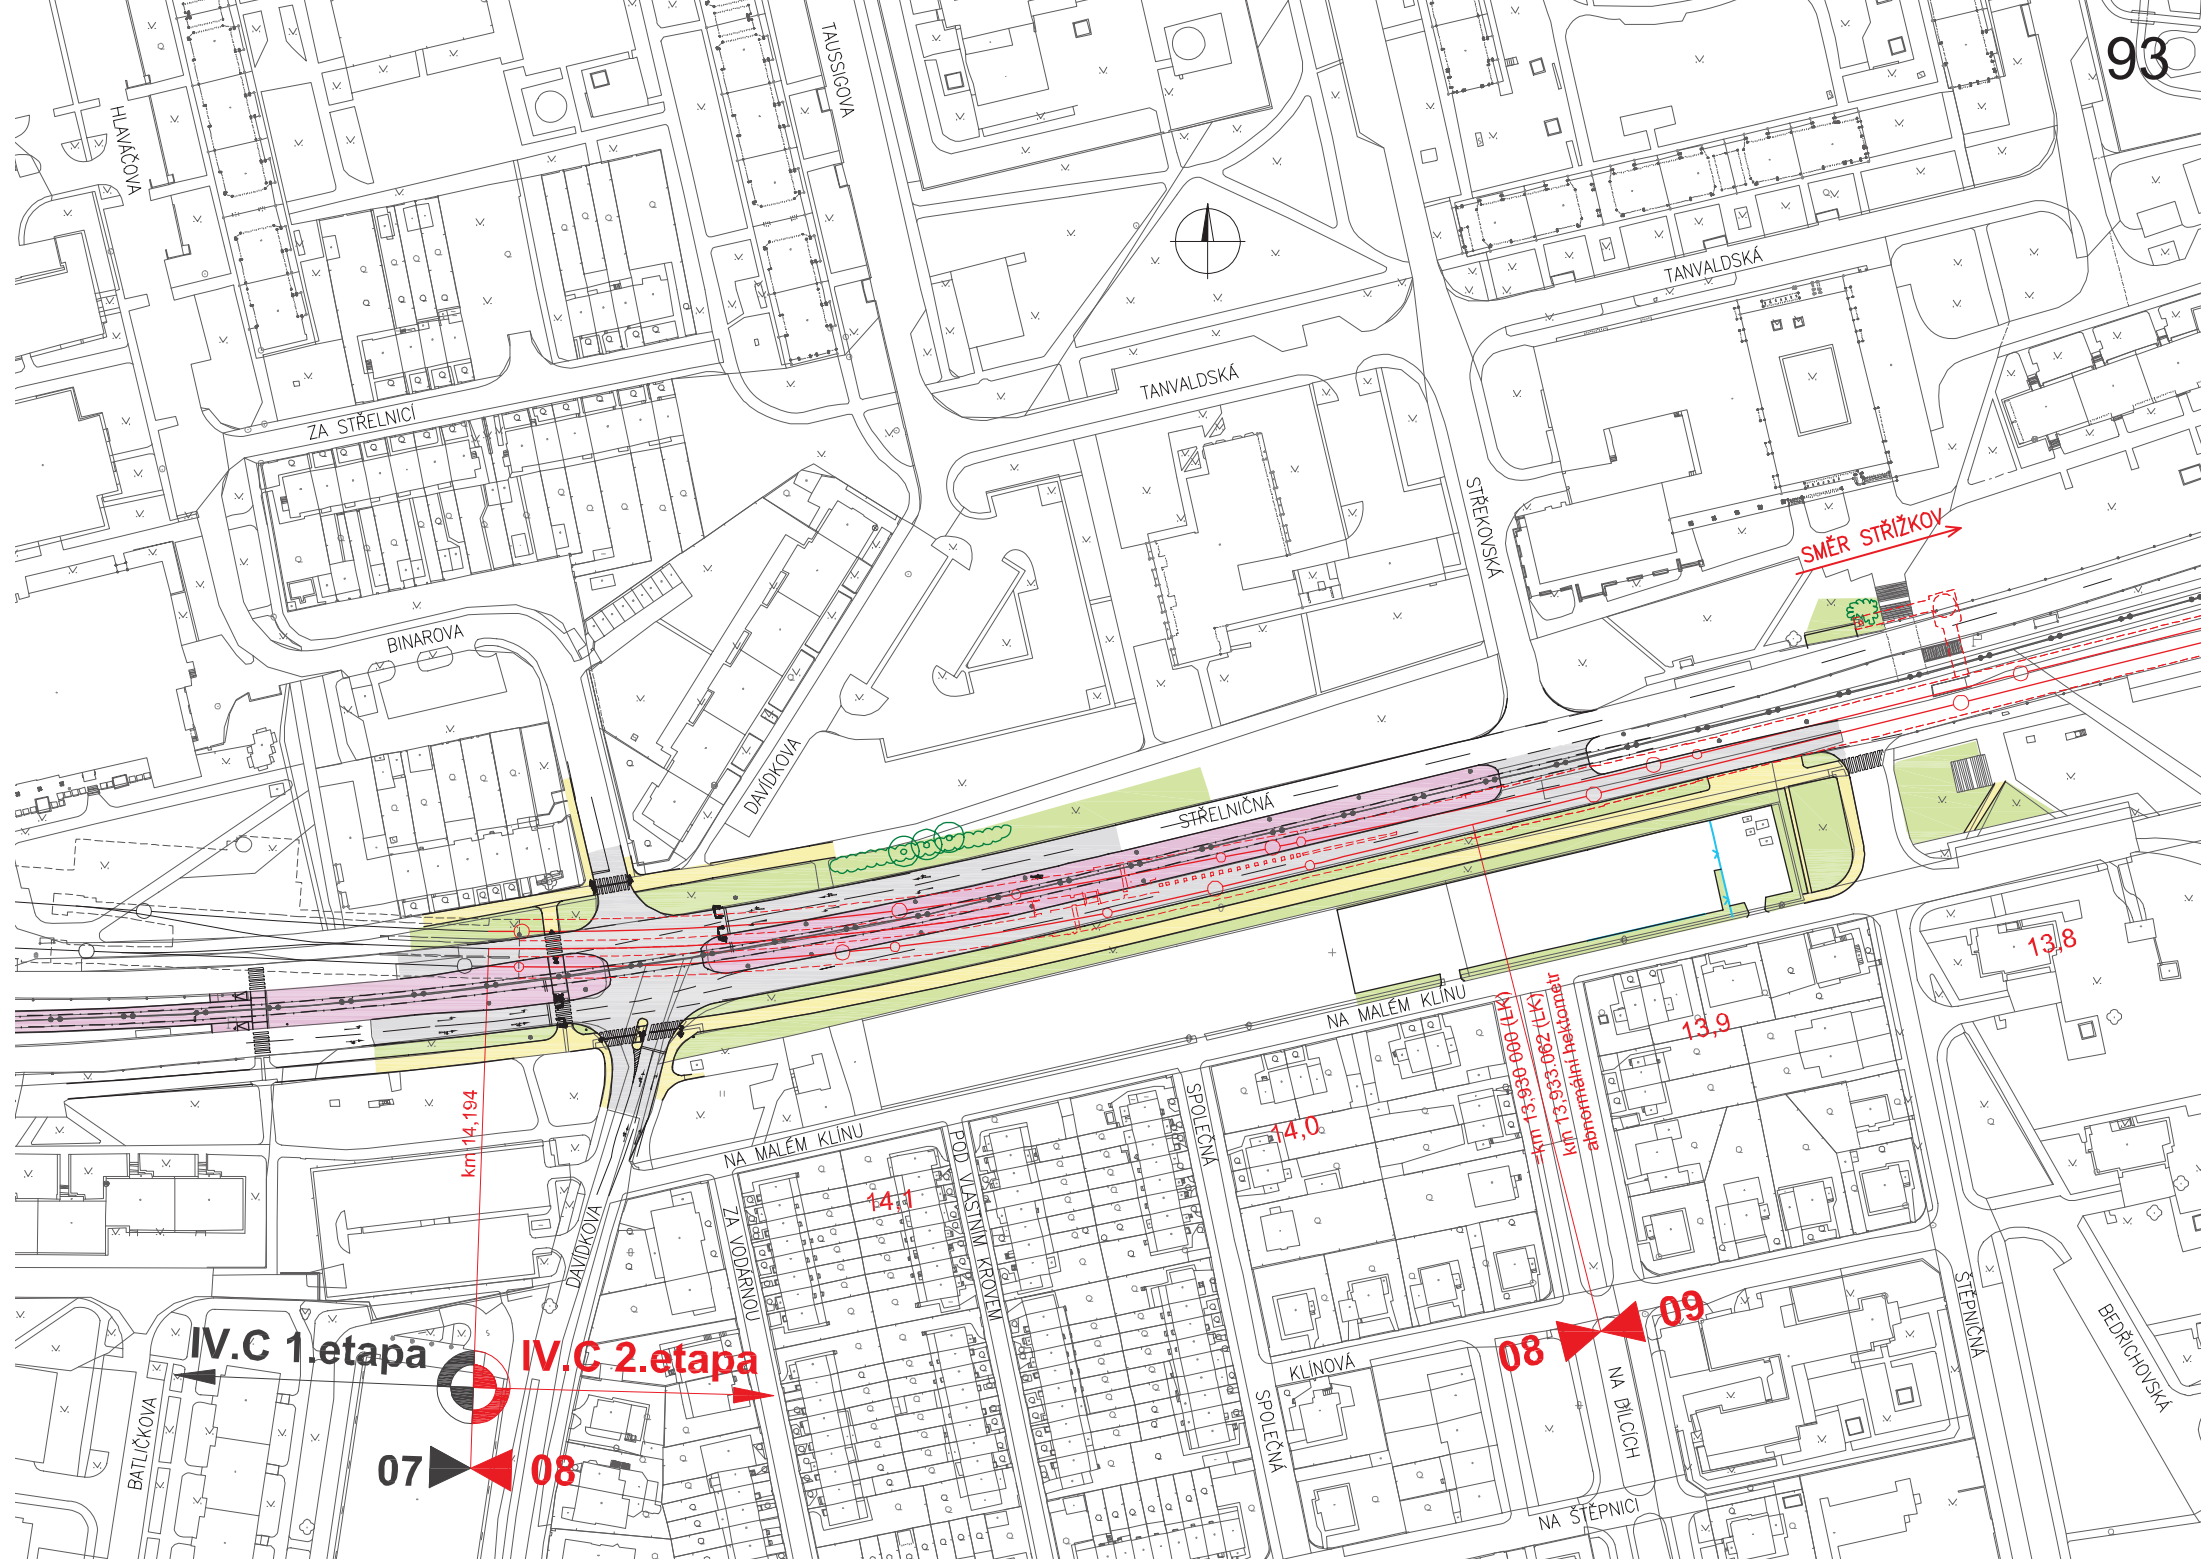 93
HLAVÁČOVA
TAUSSIGOVA
TANVALDSKÁ
TANVALDSKÁ
ZA STŘELNICÍ
STŘEKOVSKÁ
SMĚR STŘÍŽKOV
BINAROVA
DAVÍDKOVA
STŘELNIČNÁ
13,8
NA MALÉM KLÍNU
=km 13,930 000 (LK)
km 13,933.062 (LK)
abnormální hektometr
13,9
km 14,194
14,0
SPOLEČNÁ
NA MALÉM KLÍNU
POD VLASTNÍM KROVEM
14,1
ZA VODÁRNOU
DAVÍDKOVA
ŠTĚPNIČNÁ
BEDŘICHOVSKÁ
09
08
IV.C 1.etapa
IV.C 2.etapa
KLÍNOVÁ
NA BÍLCÍCH
SPOLEČNÁ
BATLIČKOVA
07
08
NA ŠTĚPNICI